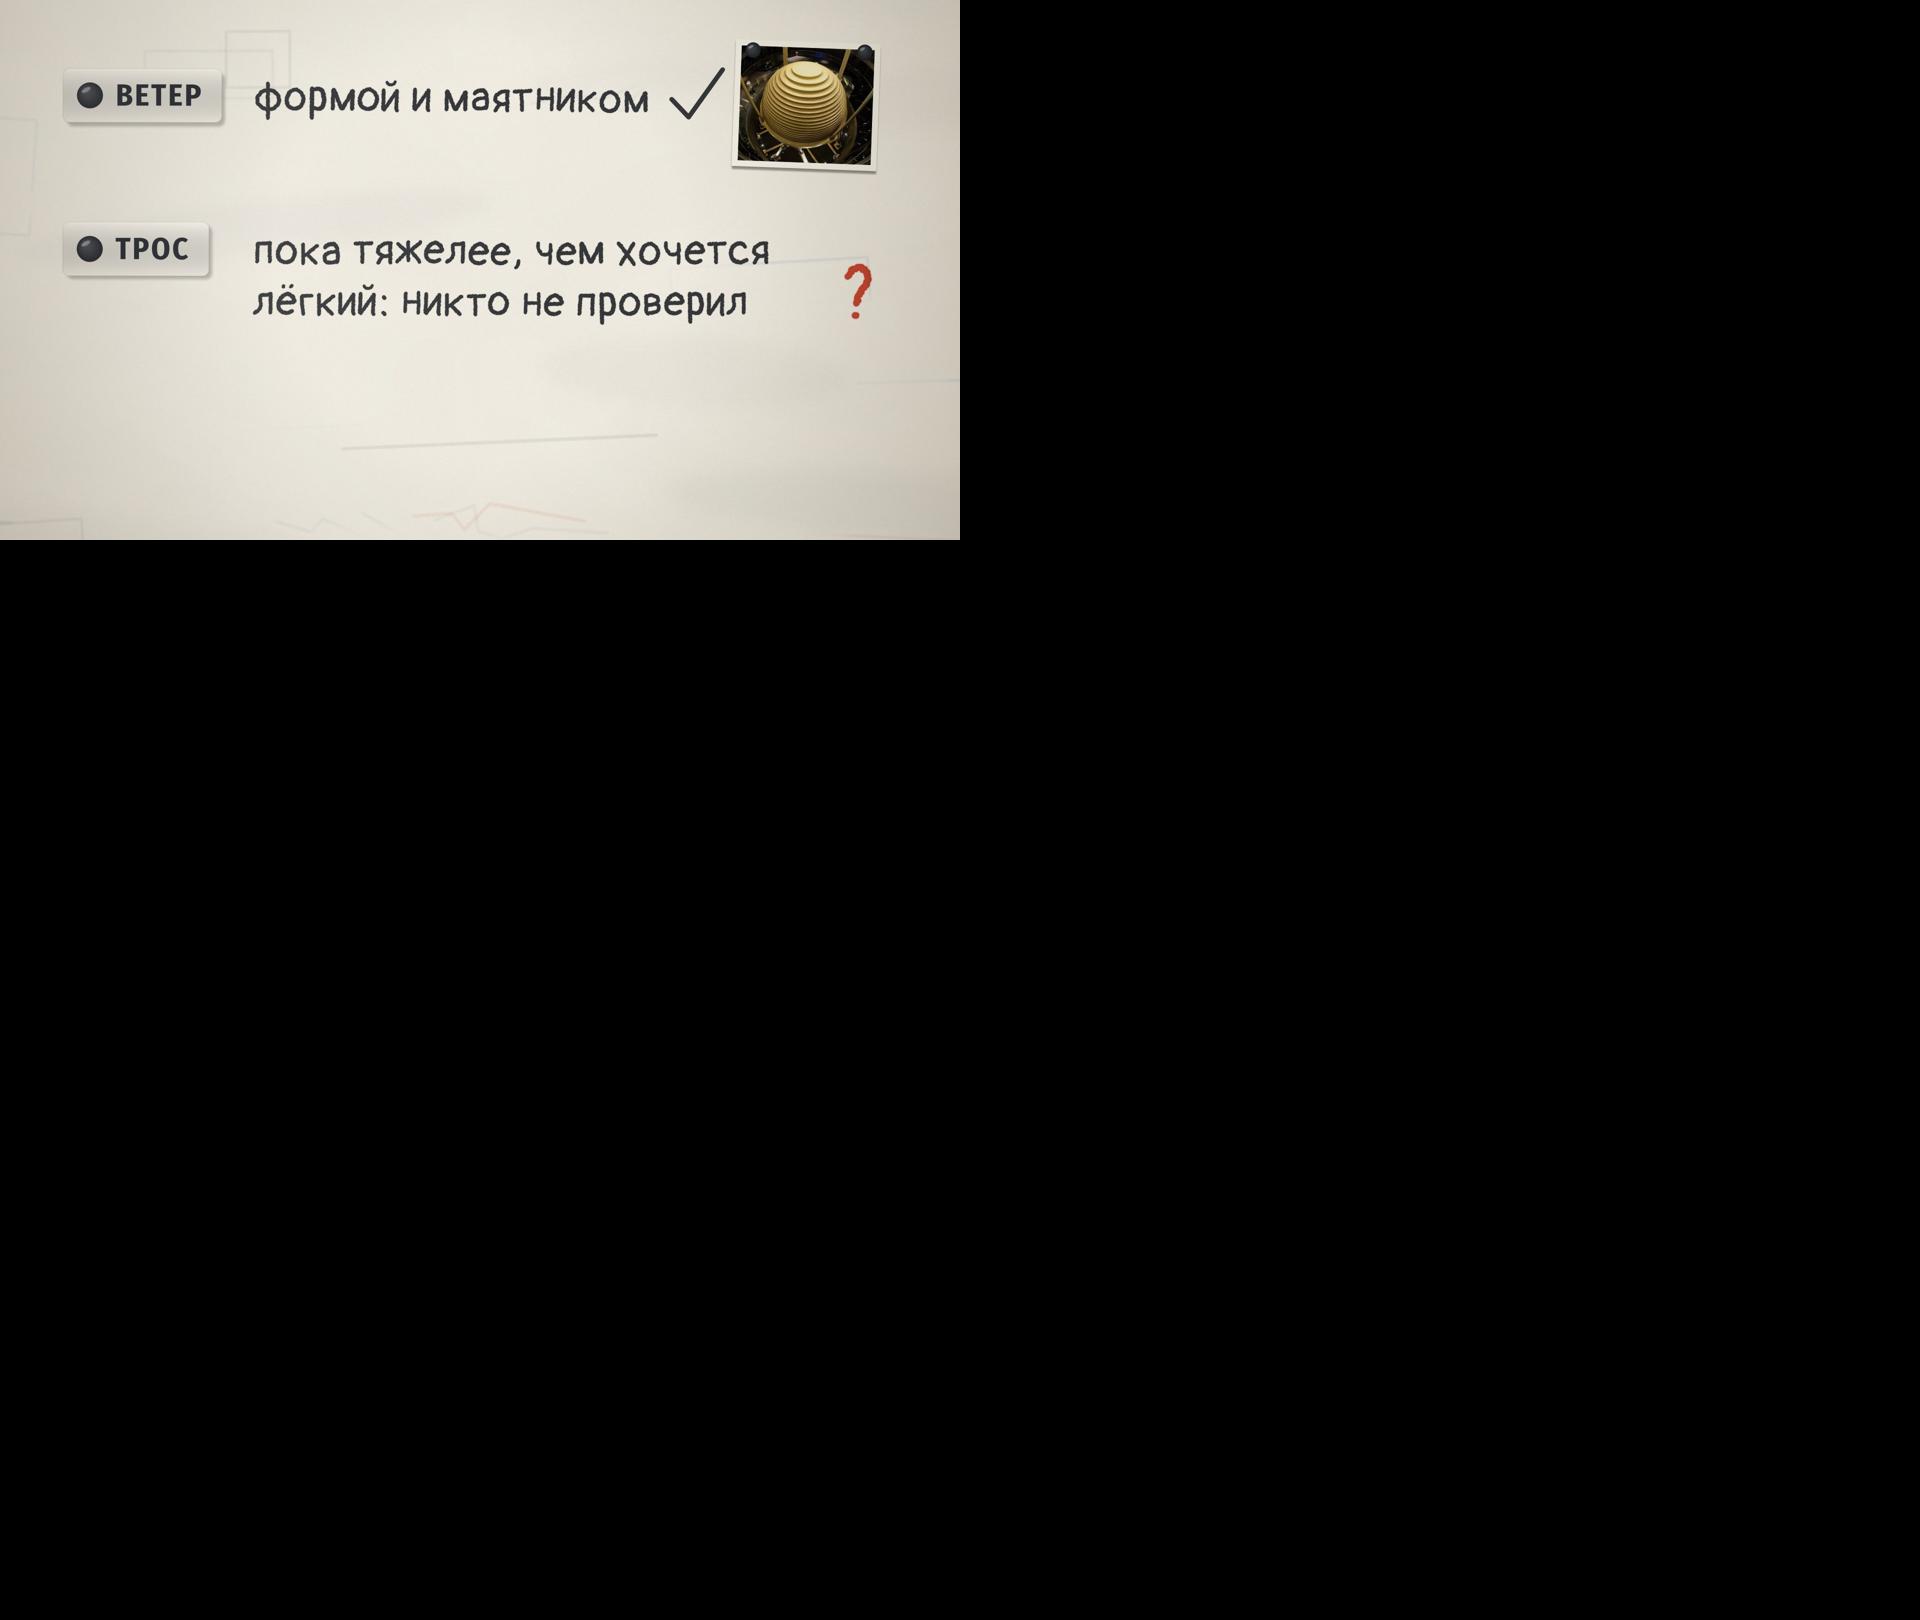 ВЕТЕР формой и маятником
ТРОС пока тяжелее, чем хочется
лёгкий: никто не проверил
?